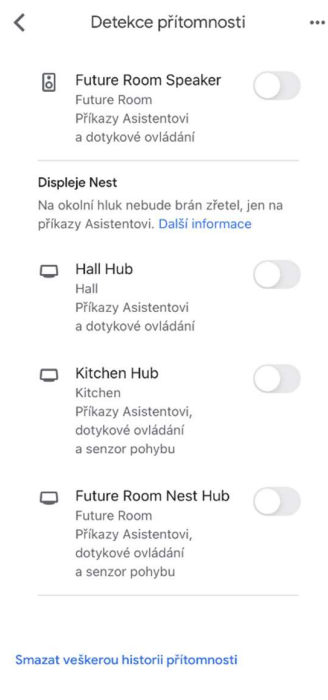 Detekce přítomnosti
Future Room Speaker
Future Room
Příkazy Asistentovi
a dotykové ovládání
Displeje Nest
Na okolní hluk nebude brán zřetel, jen na
příkazy Asistentovi. Další informace
Hall Hub
Hall
Příkazy Asistentovi
a dotykové ovládání
Kitchen Hub
Kitchen
Příkazy Asistentovi,
dotykové ovládání
a senzor pohybu
Future Room Nest Hub
Future Room
Příkazy Asistentovi,
dotykové ovládání
a senzor pohybu
Smazat veškerou historii přítomnosti